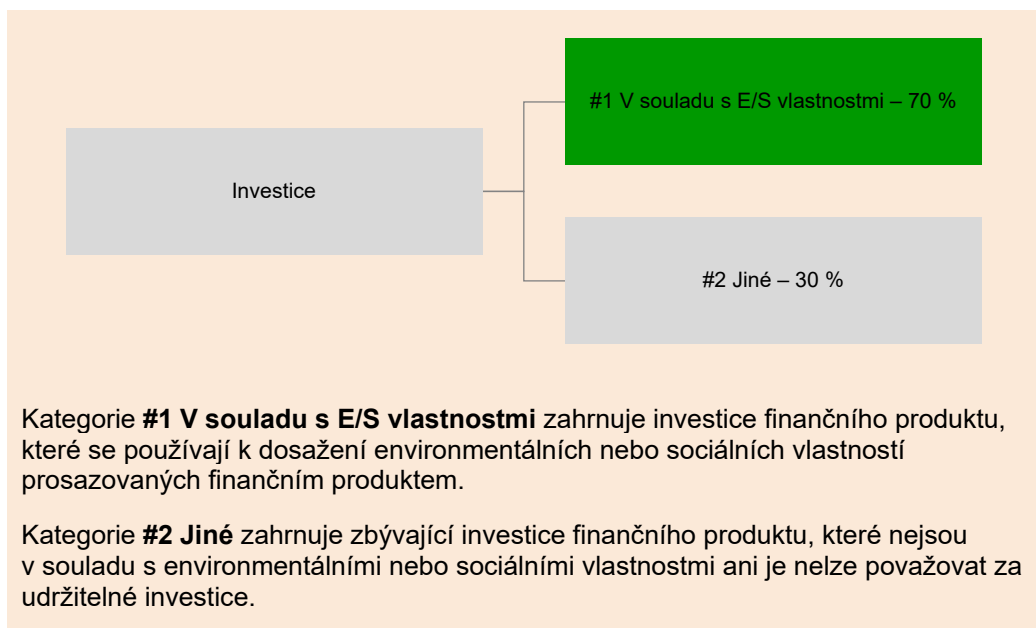 #1 V souladu s E/S vlastnostmi – 70 %
Investice
#2 Jiné – 30 %
Kategorie #1 V souladu s E/S vlastnostmi zahrnuje investice finančního produktu,
které se používají k dosažení environmentálních nebo sociálních vlastností
prosazovaných finančním produktem.
Kategorie #2 Jiné zahrnuje zbývající investice finančního produktu, které nejsou
v souladu s environmentálními nebo sociálními vlastnostmi ani je nelze považovat za
udržitelné investice.